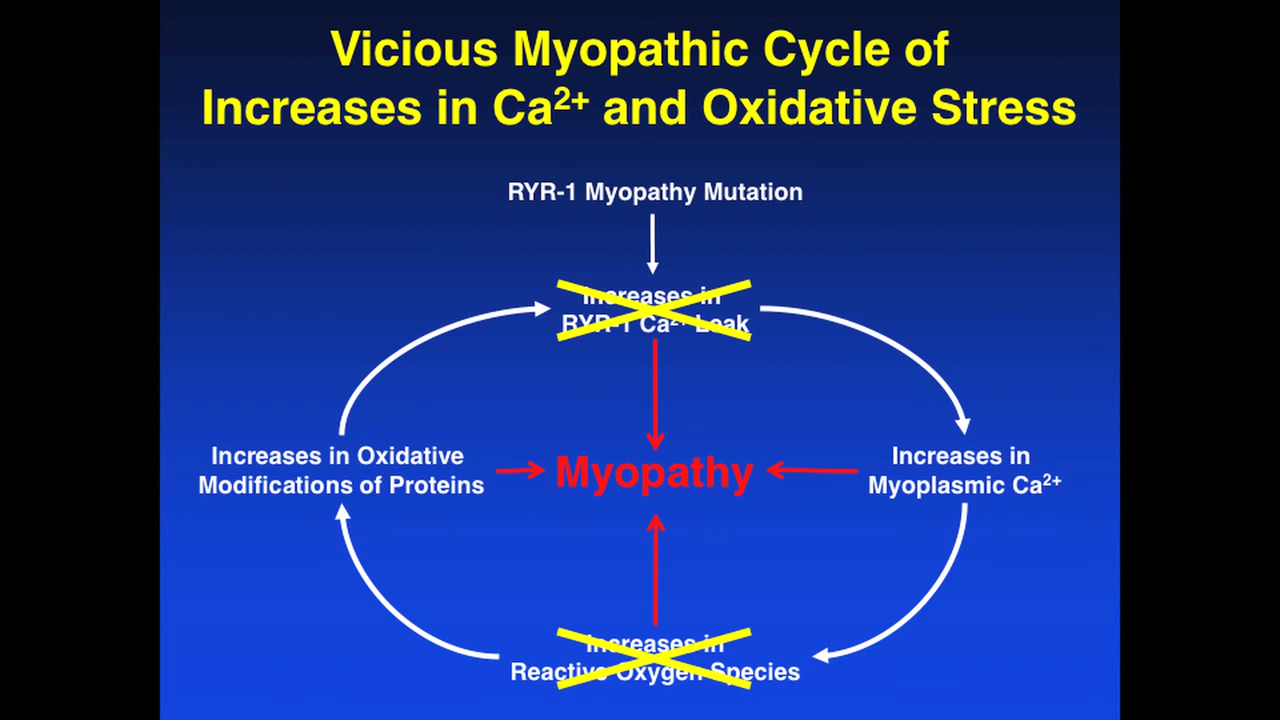 Vicious Myopathic Cycle of
Increases in Ca²⁺ and Oxidative Stress
RYR-1 Myopathy Mutation
Increases in
RYR-1 Ca²⁺ Leak
Increases in Oxidative
Modifications of Proteins
Myopathy
Increases in
Myoplasmic Ca²⁺
Increases in
Reactive Oxygen Species